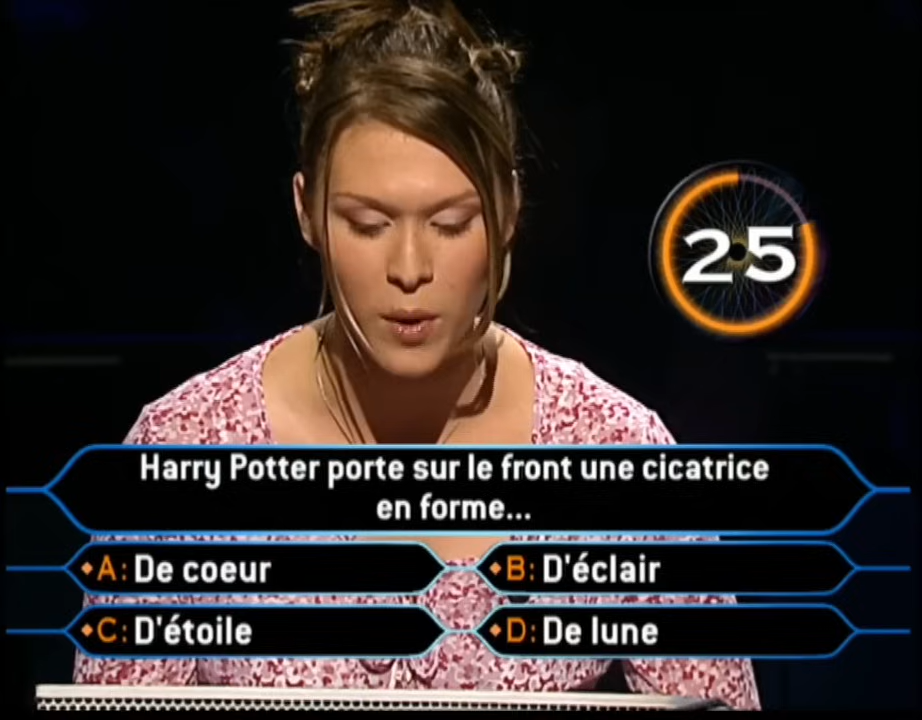 25
Harry Potter porte sur le front une cicatrice
en forme...
A: De coeur
B: D'éclair
C: D'étoile
D: De lune